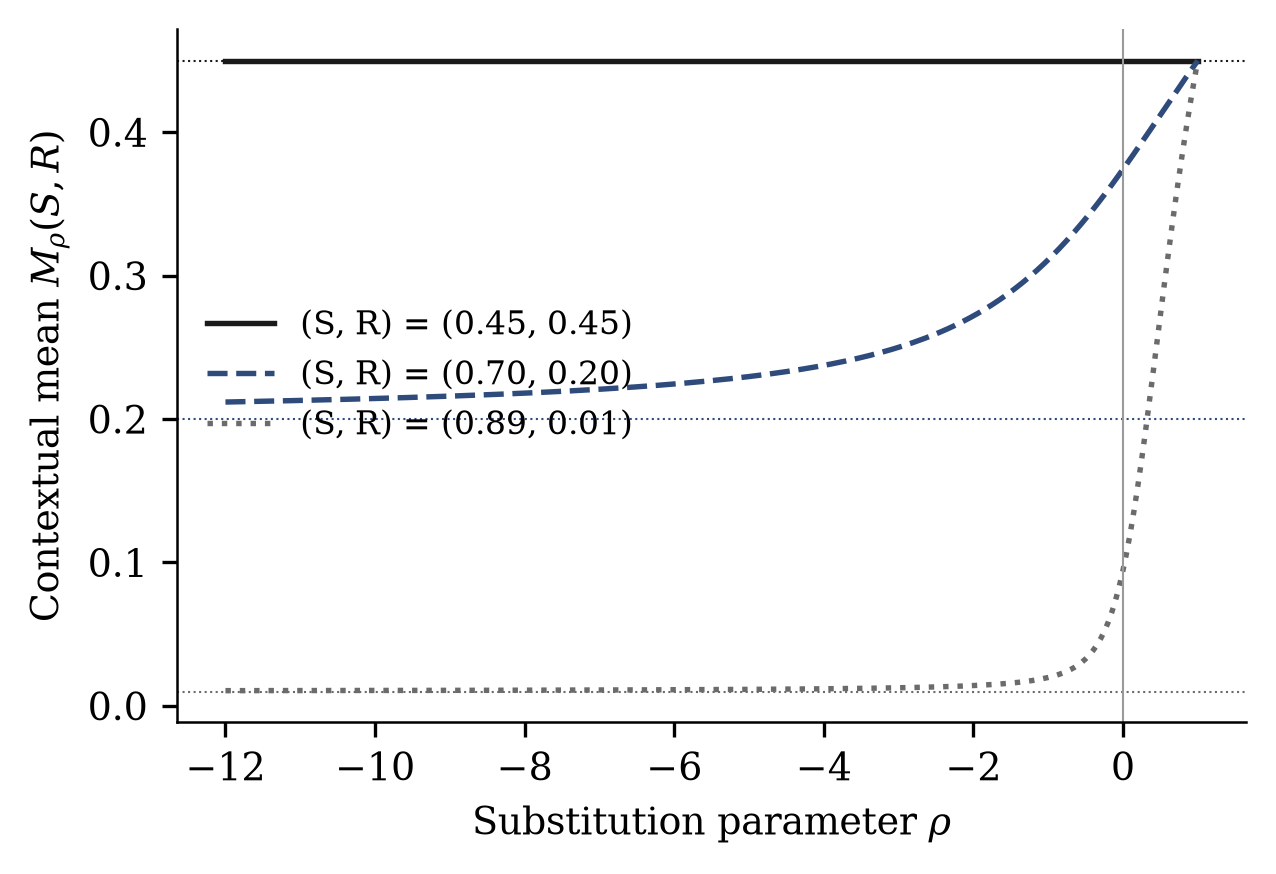 Contextual mean Mρ(S, R)
0.4
0.3
0.2
0.1
0.0
(S, R) = (0.45, 0.45)
(S, R) = (0.70, 0.20)
(S, R) = (0.89, 0.01)
−12 −10 −8 −6 −4 −2 0
Substitution parameter ρ